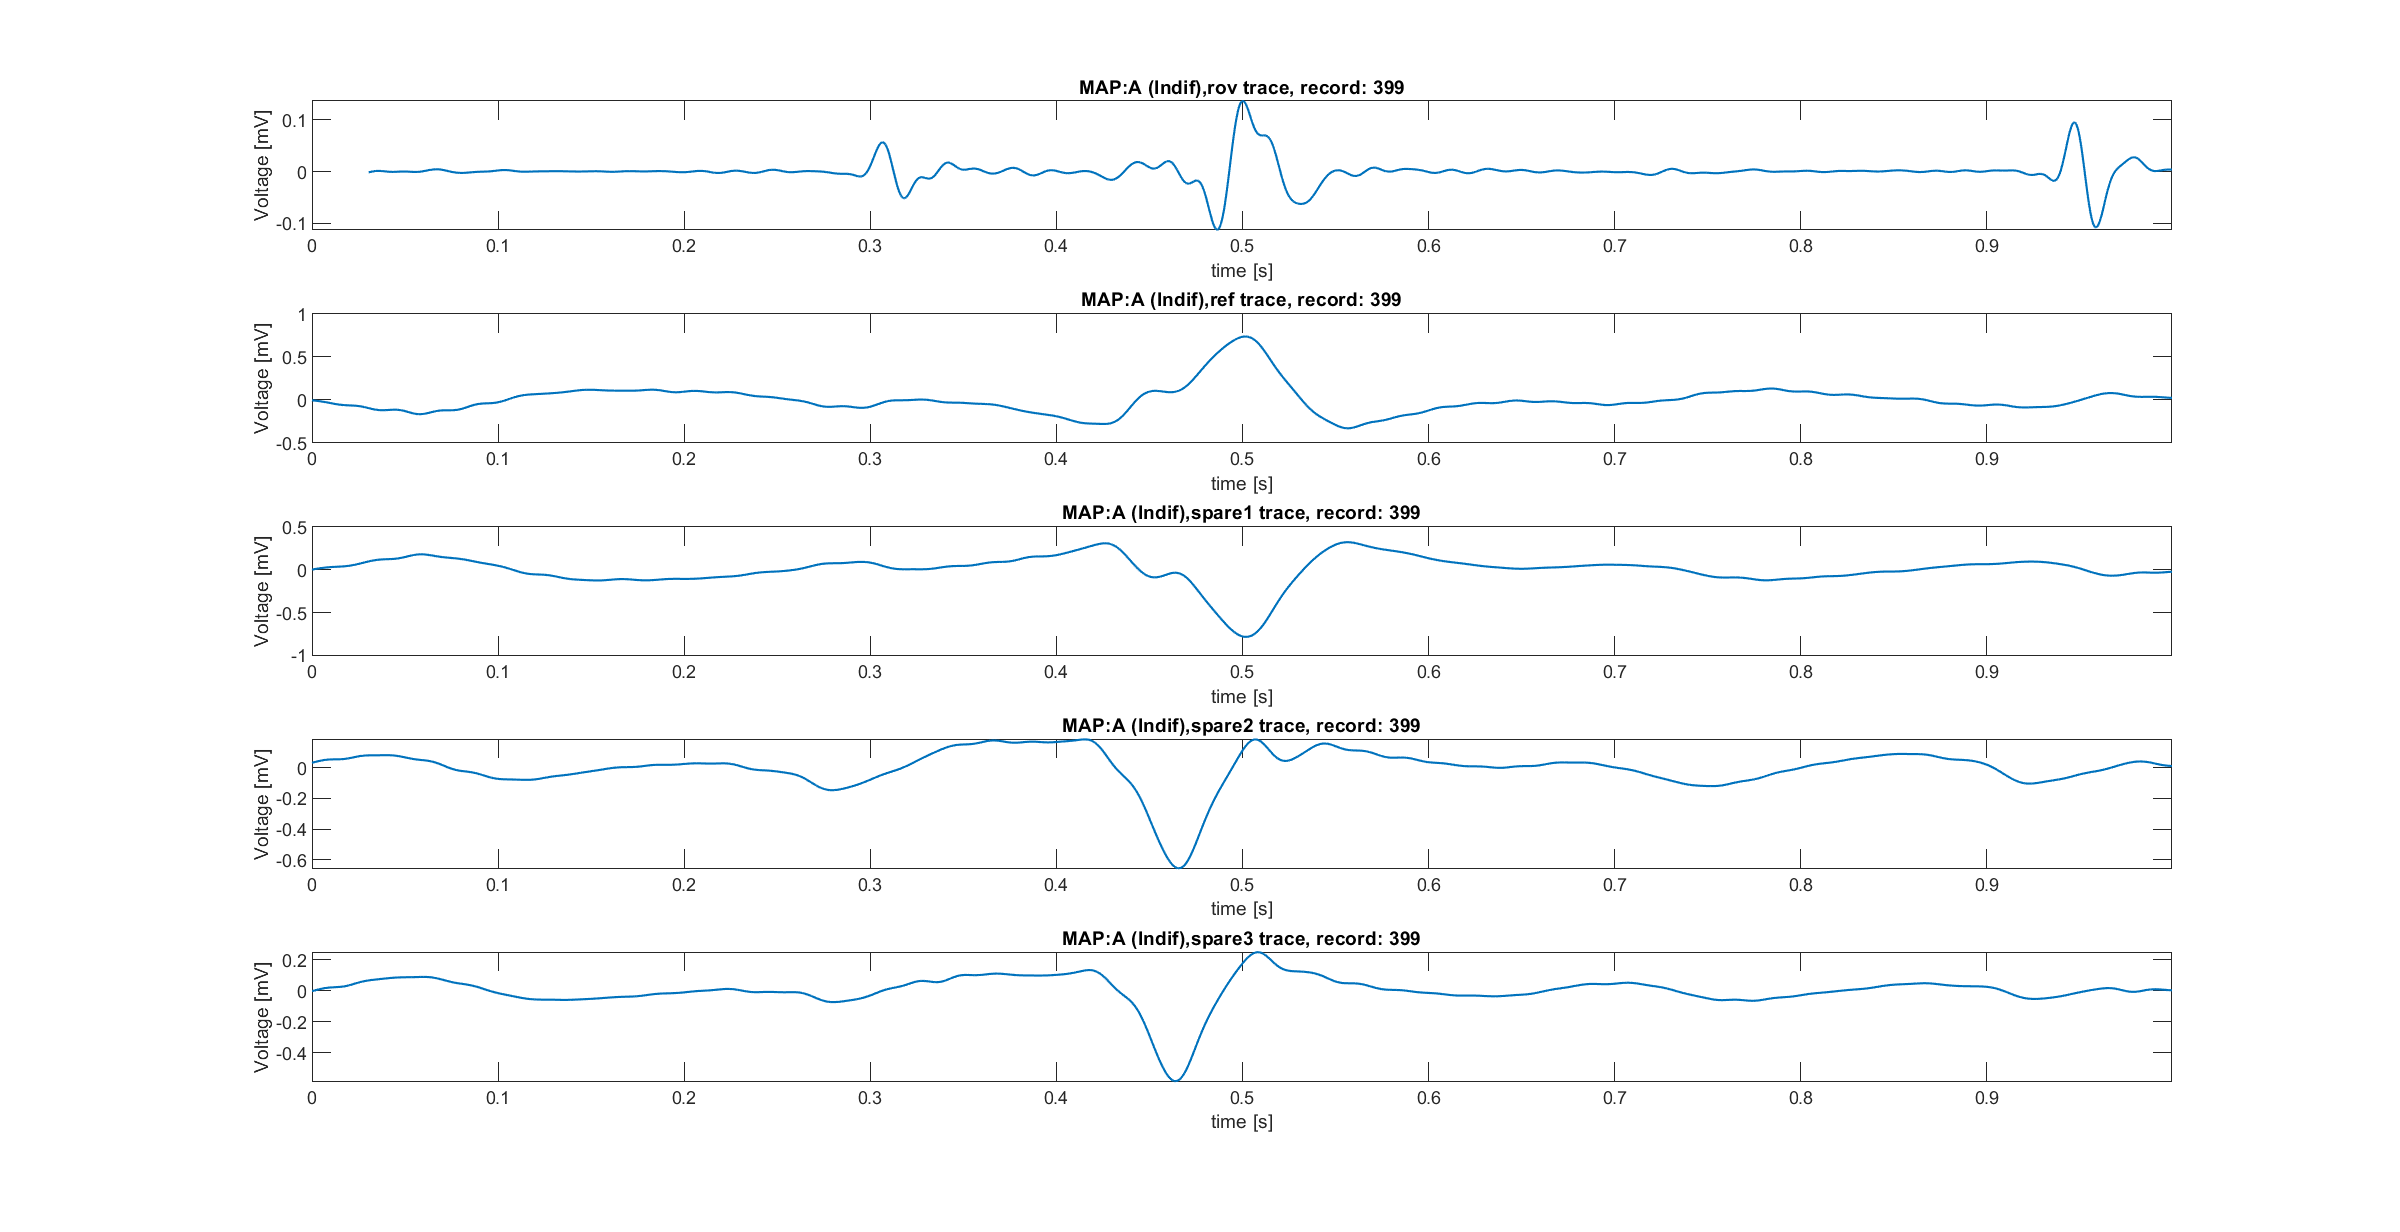 MAP:A (Indif),rov trace, record: 399
Voltage [mV]
0.1
0
-0.1
0 0.1 0.2 0.3 0.4 0.5 0.6 0.7 0.8 0.9
time [s]
MAP:A (Indif),ref trace, record: 399
Voltage [mV]
1
0.5
0
-0.5
0 0.1 0.2 0.3 0.4 0.5 0.6 0.7 0.8 0.9
time [s]
MAP:A (Indif),spare1 trace, record: 399
Voltage [mV]
0.5
0
-0.5
-1
0 0.1 0.2 0.3 0.4 0.5 0.6 0.7 0.8 0.9
time [s]
MAP:A (Indif),spare2 trace, record: 399
Voltage [mV]
0
-0.2
-0.4
-0.6
0 0.1 0.2 0.3 0.4 0.5 0.6 0.7 0.8 0.9
time [s]
MAP:A (Indif),spare3 trace, record: 399
Voltage [mV]
0.2
0
-0.2
-0.4
0 0.1 0.2 0.3 0.4 0.5 0.6 0.7 0.8 0.9
time [s]